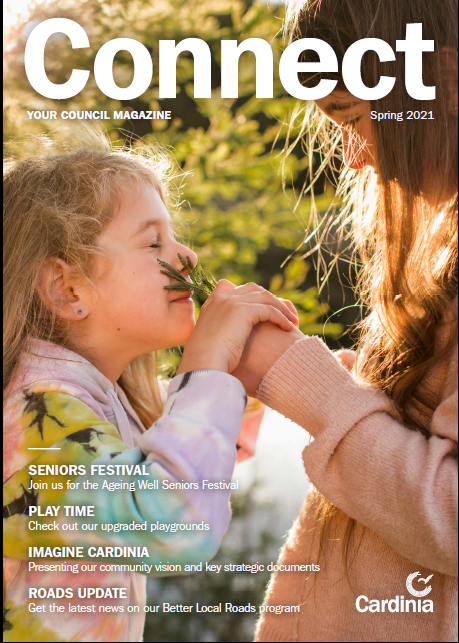 Connect
YOUR COUNCIL MAGAZINE
Spring 2021
SENIORS FESTIVAL
Join us for the Ageing Well Seniors Festival
PLAY TIME
Check out our upgraded playgrounds
IMAGINE CARDINIA
Presenting our community vision and key strategic documents
ROADS UPDATE
Get the latest news on our Better Local Roads program
Cardinia